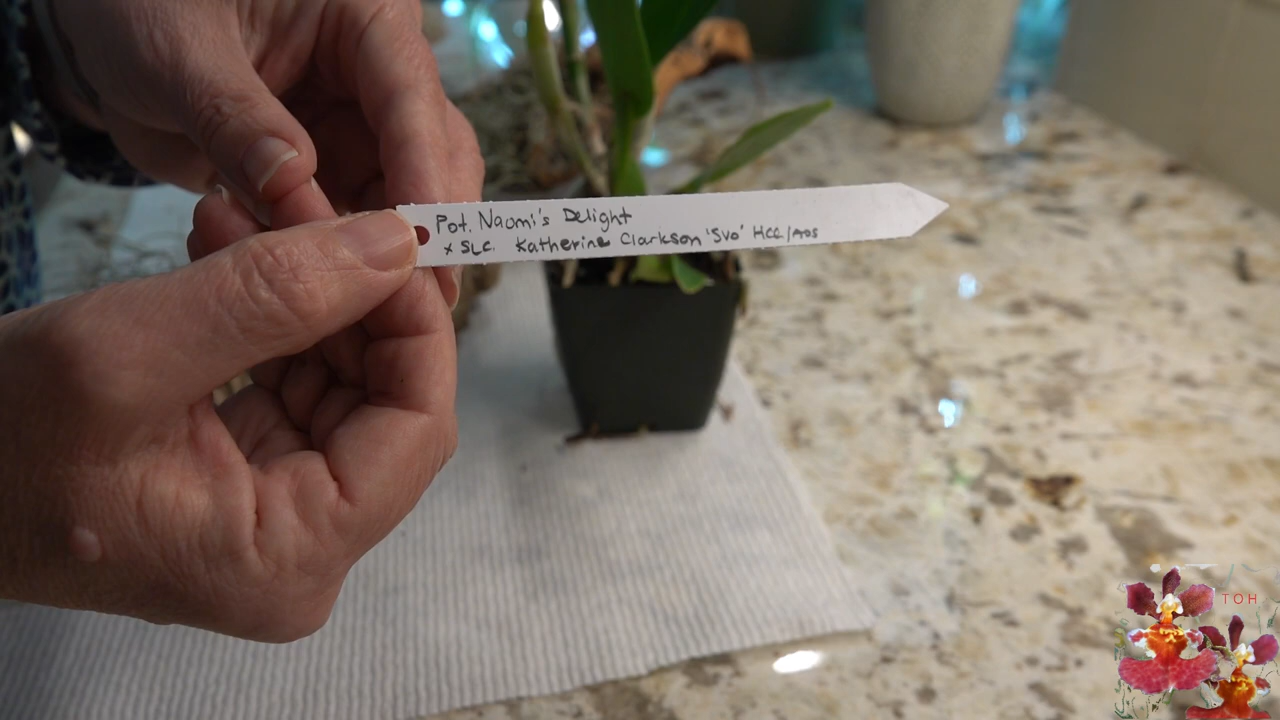 Pot. Naomi's Delight
x SLC. Katherine Clarkson 'SVO' HCC/AOS
TOH